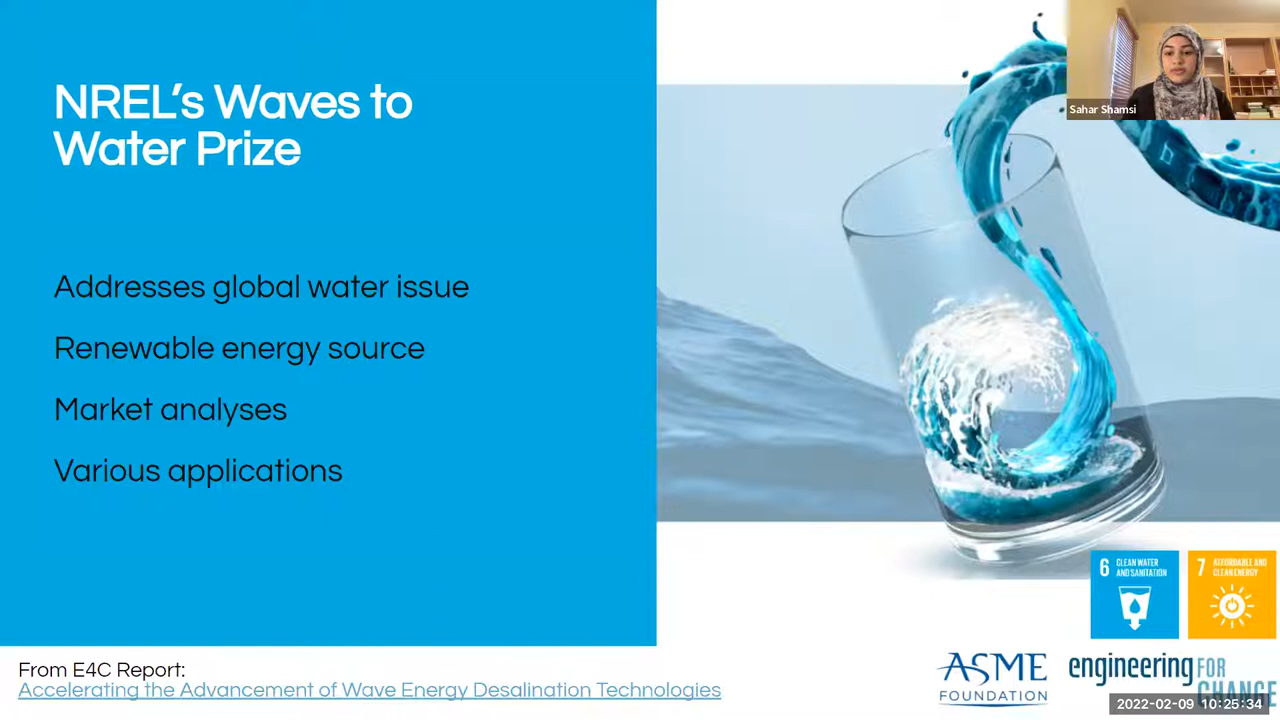 NREL's Waves to
Water Prize
Addresses global water issue
Renewable energy source
Market analyses
Various applications
From E4C Report:
Accelerating the Advancement of Wave Energy Desalination Technologies
Sahar Shamsi
6 CLEAN WATER
AND SANITATION
7 AFFORDABLE AND
CLEAN ENERGY
ASME
FOUNDATION
engineering FOR
CHANGE
2022-02-09 10:25:34